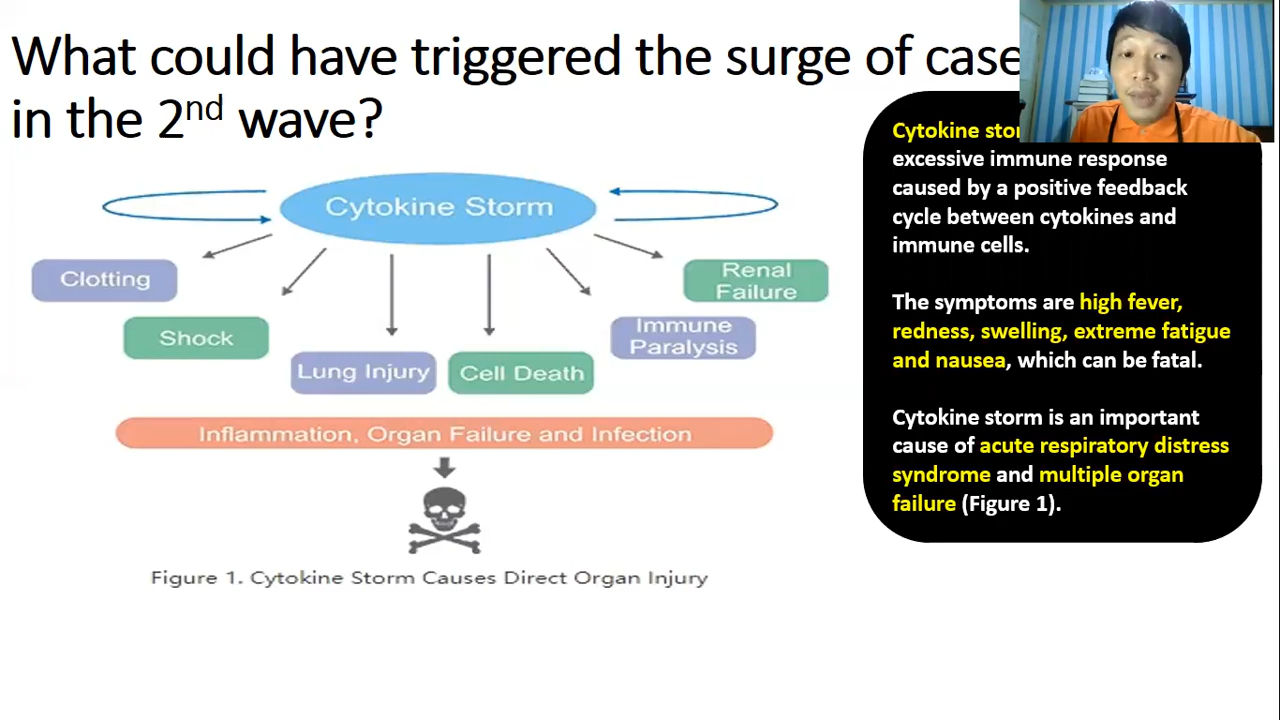 What could have triggered the surge of case
in the 2nd wave?
Cytokine
excessive immune response
caused by a positive feedback
cycle between cytokines and
immune cells.
The symptoms are high fever,
redness, swelling, extreme fatigue
and nausea, which can be fatal.
Cytokine storm is an important
cause of acute respiratory distress
syndrome and multiple organ
failure (Figure 1).
Cytokine Storm
Clotting
Shock
Lung Injury
Cell Death
Immune
Paralysis
Renal
Failure
Inflammation, Organ Failure and Infection
Figure 1. Cytokine Storm Causes Direct Organ Injury